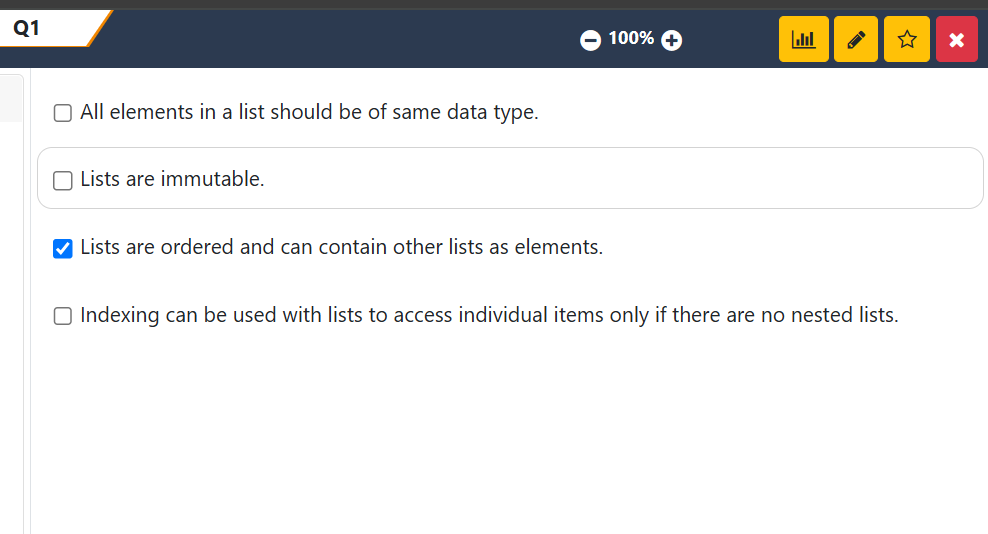 Q1
100%
All elements in a list should be of same data type.
Lists are immutable.
Lists are ordered and can contain other lists as elements.
Indexing can be used with lists to access individual items only if there are no nested lists.